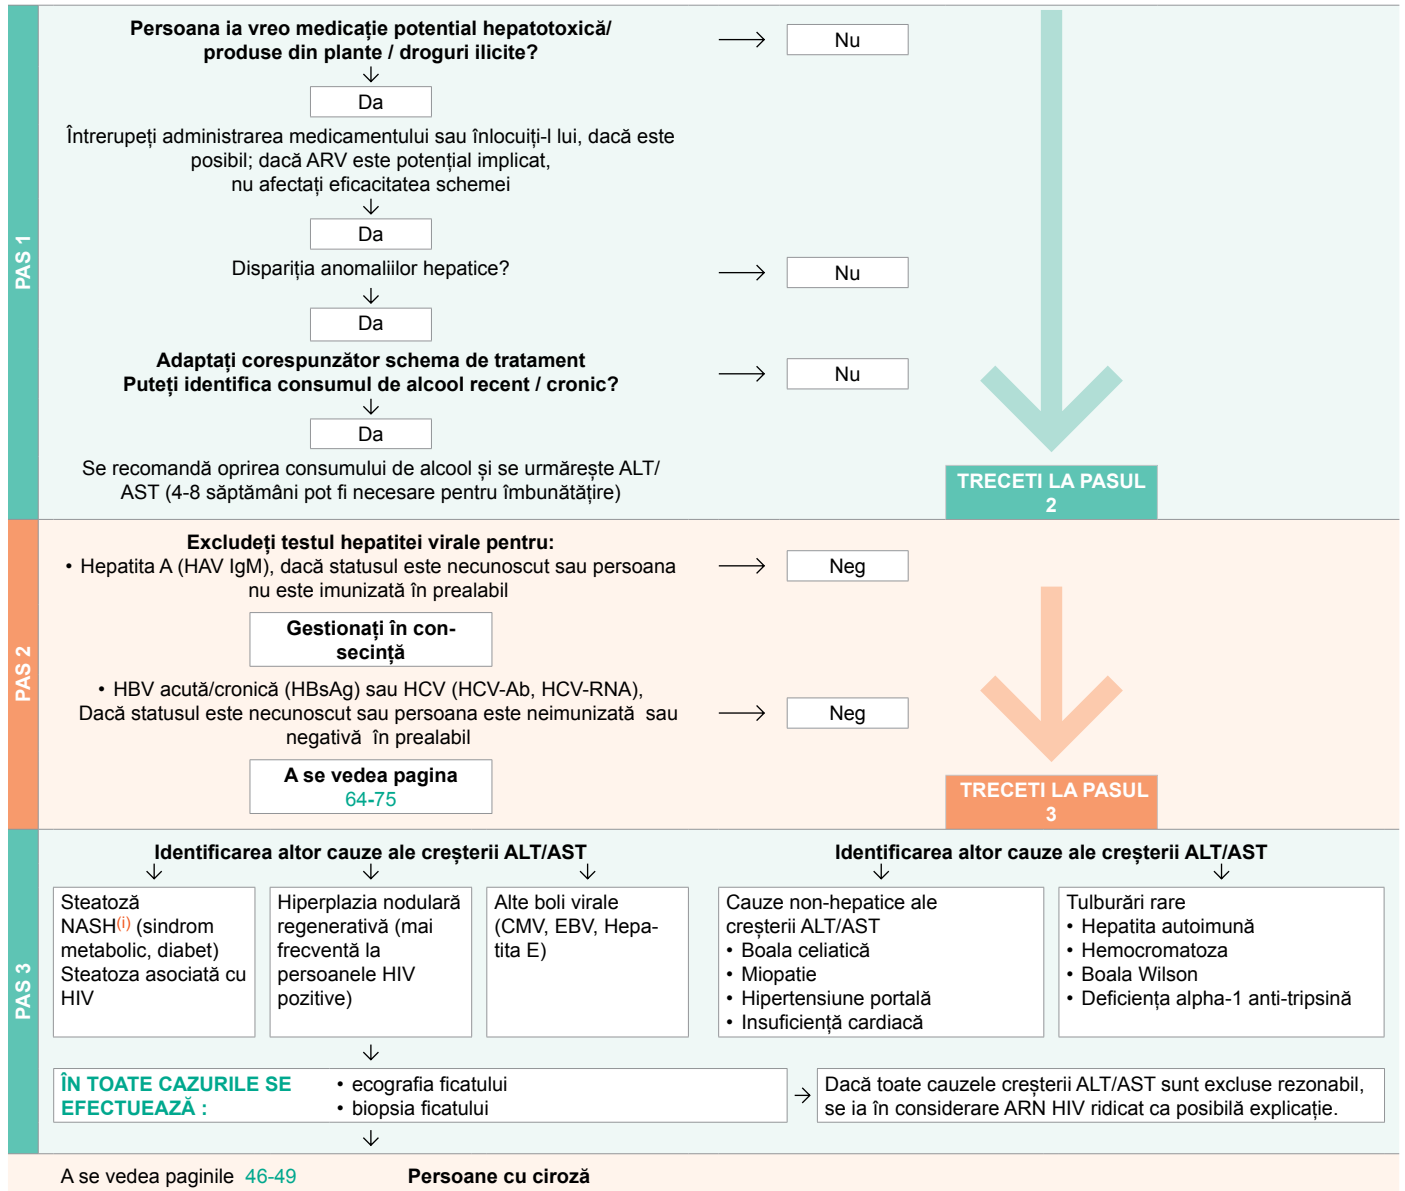 PAS 1
Persoana ia vreo medicație potential hepatotoxică/
produse din plante / droguri ilicite?
Nu
Da
Întrerupeți administrarea medicamentului sau înlocuiți-l lui, dacă este
posibil; dacă ARV este potențial implicat,
nu afectați eficacitatea schemei
Da
Dispariția anomaliilor hepatice?
Nu
Da
Adaptați corespunzător schema de tratament
Puteți identifica consumul de alcool recent / cronic?
Nu
Da
Se recomandă oprirea consumului de alcool și se urmărește ALT/
AST (4-8 săptămâni pot fi necesare pentru îmbunătățire)
TRECETI LA PASUL
2
PAS 2
Excludeți testul hepatitei virale pentru:
• Hepatita A (HAV IgM), dacă statusul este necunoscut sau persoana
nu este imunizată în prealabil
Neg
Gestionați în con-
secință
• HBV acută/cronică (HBsAg) sau HCV (HCV-Ab, HCV-RNA),
Dacă statusul este necunoscut sau persoana este neimunizată sau
negativă în prealabil
Neg
A se vedea pagina
64-75
TRECETI LA PASUL
3
PAS 3
Identificarea altor cauze ale creșterii ALT/AST
Steatoză
NASH(i) (sindrom
metabolic, diabet)
Steatoza asociată cu
HIV
Hiperplazia nodulară
regenerativă (mai
frecventă la
persoanele HIV
pozitive)
Alte boli virale
(CMV, EBV, Hepa-
tita E)
Identificarea altor cauze ale creșterii ALT/AST
Cauze non-hepatice ale
creșterii ALT/AST
• Boala celiatică
• Miopatie
• Hipertensiune portală
• Insuficiență cardiacă
Tulburări rare
• Hepatita autoimună
• Hemocromatoza
• Boala Wilson
• Deficiența alpha-1 anti-tripsină
ÎN TOATE CAZURILE SE
EFECTUEAZĂ :
• ecografia ficatului
• biopsia ficatului
Dacă toate cauzele creșterii ALT/AST sunt excluse rezonabil,
se ia în considerare ARN HIV ridicat ca posibilă explicație.
A se vedea paginile 46-49 Persoane cu ciroză